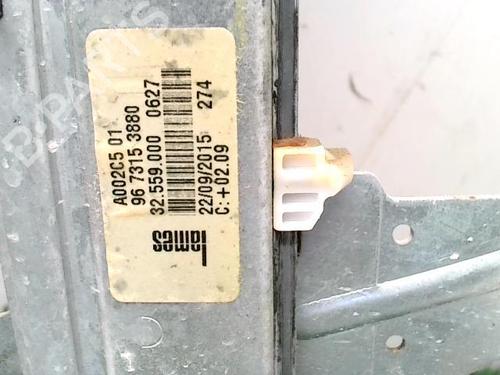 A002C5 01
96 7315 3880
32.559.000 0627
22/09/2015 274
C:+02.09
lames